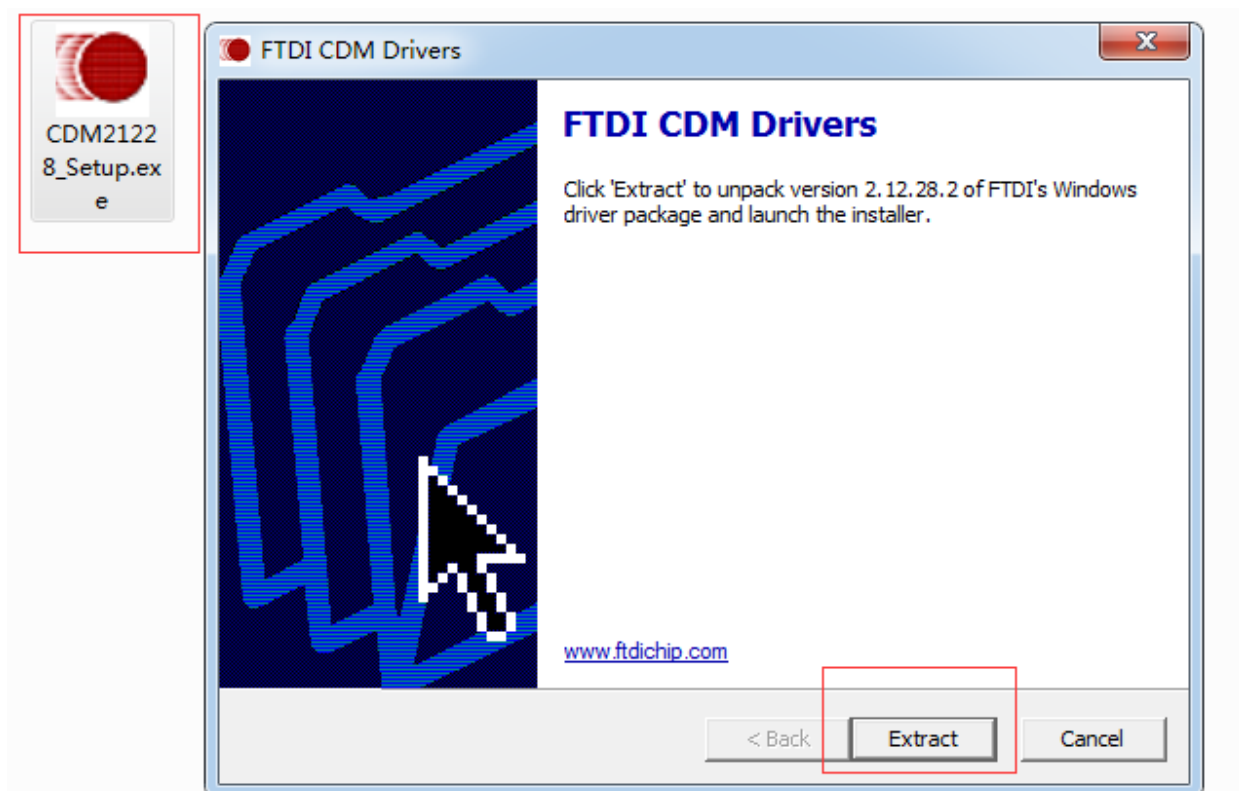 CDM2122
8_Setup.ex
e
FTDI CDM Drivers
FTDI CDM Drivers
Click 'Extract' to unpack version 2.12.28.2 of FTDI's Windows
driver package and launch the installer.
www.ftdichip.com
< Back
Extract
Cancel